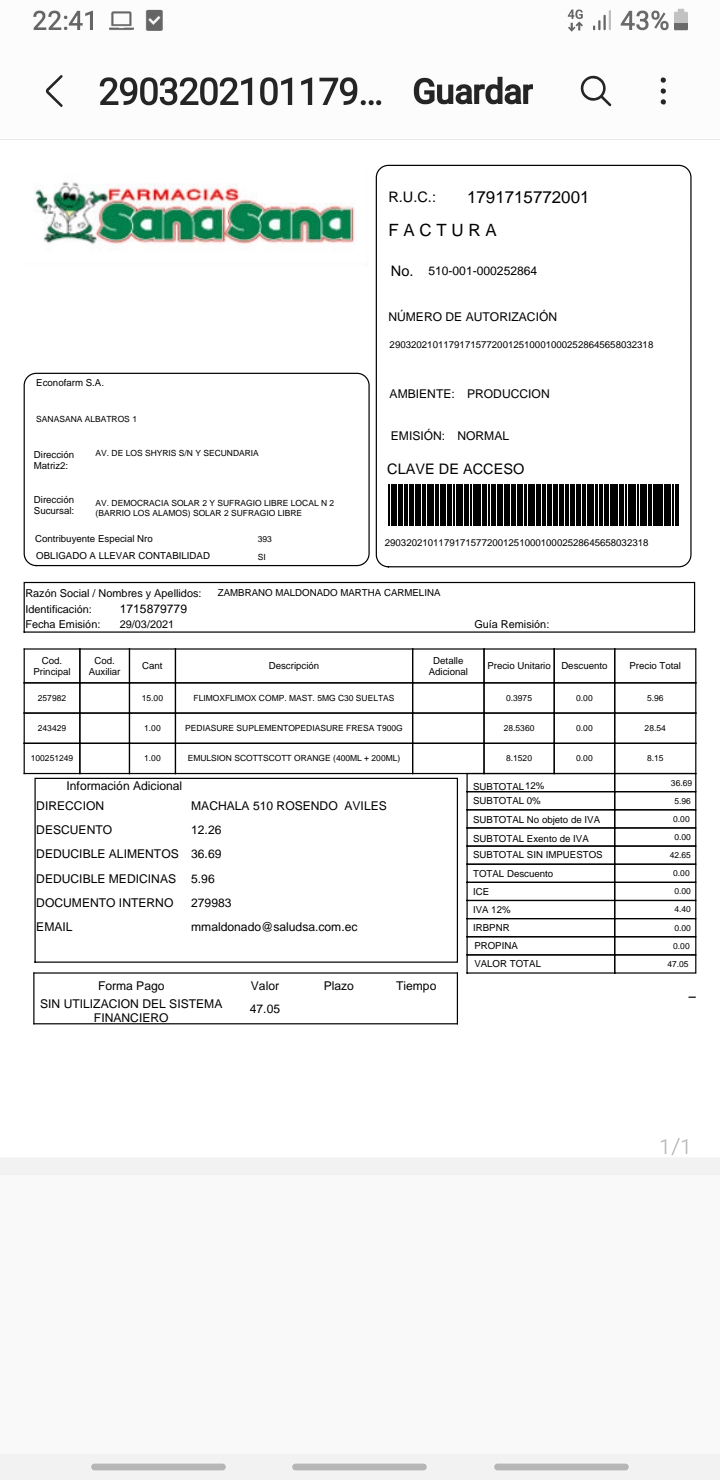 22:41 4G 43%
2903202101179... Guardar
FARMACIAS
SanaSana
R.U.C.: 1791715772001
FACTURA
No. 510-001-000252864
NÚMERO DE AUTORIZACIÓN
2903202101179171577200125100010002528645658032318
AMBIENTE: PRODUCCION
EMISIÓN: NORMAL
CLAVE DE ACCESO
2903202101179171577200125100010002528645658032318
Econofarm S.A.
SANASANA ALBATROS 1
Dirección Matriz2: AV. DE LOS SHYRIS S/N Y SECUNDARIA
Dirección Sucursal: AV. DEMOCRACIA SOLAR 2 Y SUFRAGIO LIBRE LOCAL N 2
(BARRIO LOS ALAMOS) SOLAR 2 SUFRAGIO LIBRE
Contribuyente Especial Nro 393
OBLIGADO A LLEVAR CONTABILIDAD SI
Razón Social / Nombres y Apellidos: ZAMBRANO MALDONADO MARTHA CARMELINA
Identificación: 1715879779
Fecha Emisión: 29/03/2021 Guía Remisión:
Cod. Principal Cod. Auxiliar Cant Descripción Detalle Adicional Precio Unitario Descuento Precio Total
257982 15.00 FLIMOXFLIMOX COMP. MAST. 5MG C30 SUELTAS 0.3975 0.00 5.96
243429 1.00 PEDIASURE SUPLEMENTOPEDIASURE FRESA T900G 28.5360 0.00 28.54
100251249 1.00 EMULSION SCOTTSCOTT ORANGE (400ML + 200ML) 8.1520 0.00 8.15
Información Adicional
DIRECCION MACHALA 510 ROSENDO AVILES
DESCUENTO 12.26
DEDUCIBLE ALIMENTOS 36.69
DEDUCIBLE MEDICINAS 5.96
DOCUMENTO INTERNO 279983
EMAIL mmaldonado@saludsa.com.ec
SUBTOTAL 12% 36.69
SUBTOTAL 0% 5.96
SUBTOTAL No objeto de IVA 0.00
SUBTOTAL Exento de IVA 0.00
SUBTOTAL SIN IMPUESTOS 42.65
TOTAL Descuento 0.00
ICE 0.00
IVA 12% 4.40
IRBPNR 0.00
PROPINA 0.00
VALOR TOTAL 47.05
Forma Pago Valor Plazo Tiempo
SIN UTILIZACION DEL SISTEMA FINANCIERO 47.05
1/1